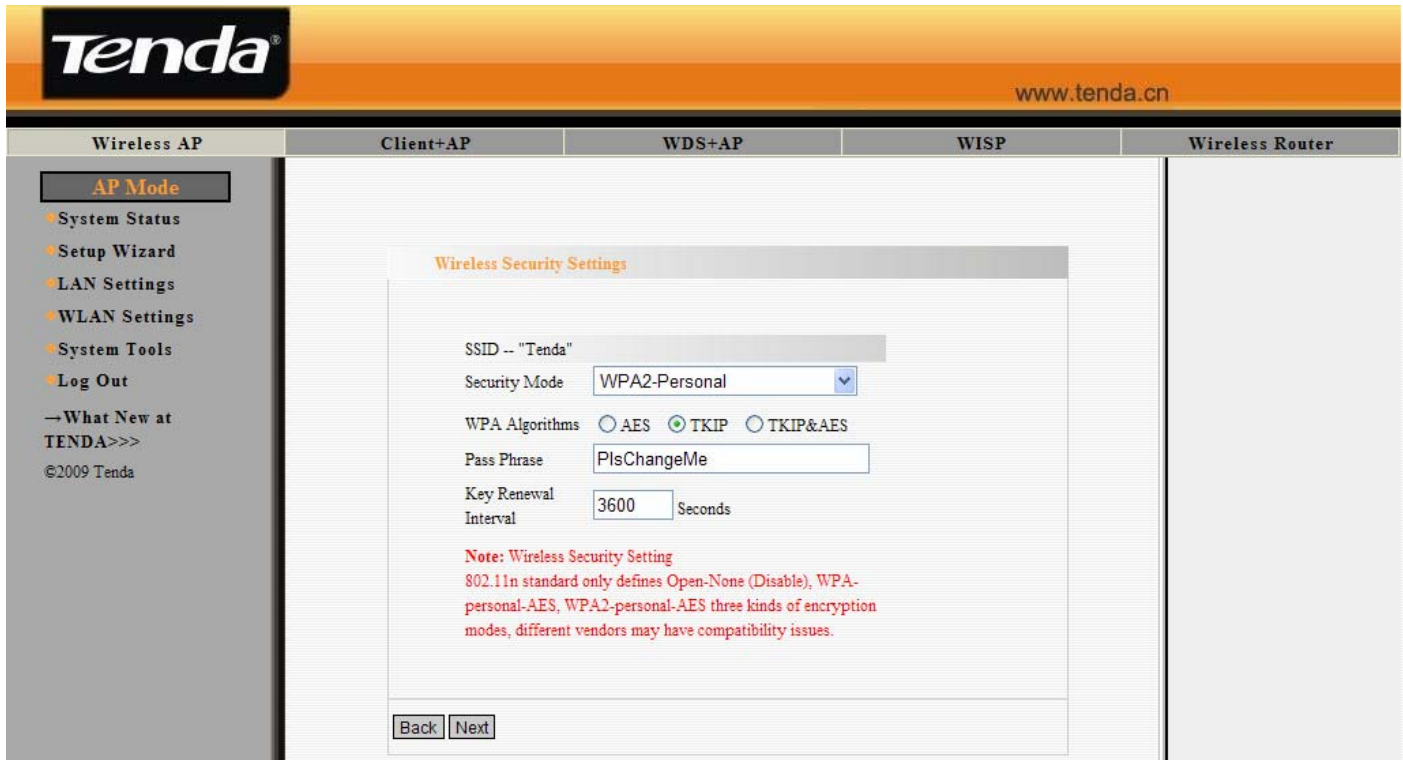 Tenda®
www.tenda.cn
Wireless AP
Client+AP
WDS+AP
WISP
Wireless Router
AP Mode
System Status
Setup Wizard
LAN Settings
WLAN Settings
System Tools
Log Out
→What New at
TENDA>>>
©2009 Tenda
Wireless Security Settings
SSID -- "Tenda"
Security Mode WPA2-Personal
WPA Algorithms AES TKIP TKIP&AES
Pass Phrase PlsChangeMe
Key Renewal
Interval 3600 Seconds
Note: Wireless Security Setting
802.11n standard only defines Open-None (Disable), WPA-
personal-AES, WPA2-personal-AES three kinds of encryption
modes, different vendors may have compatibility issues.
Back Next